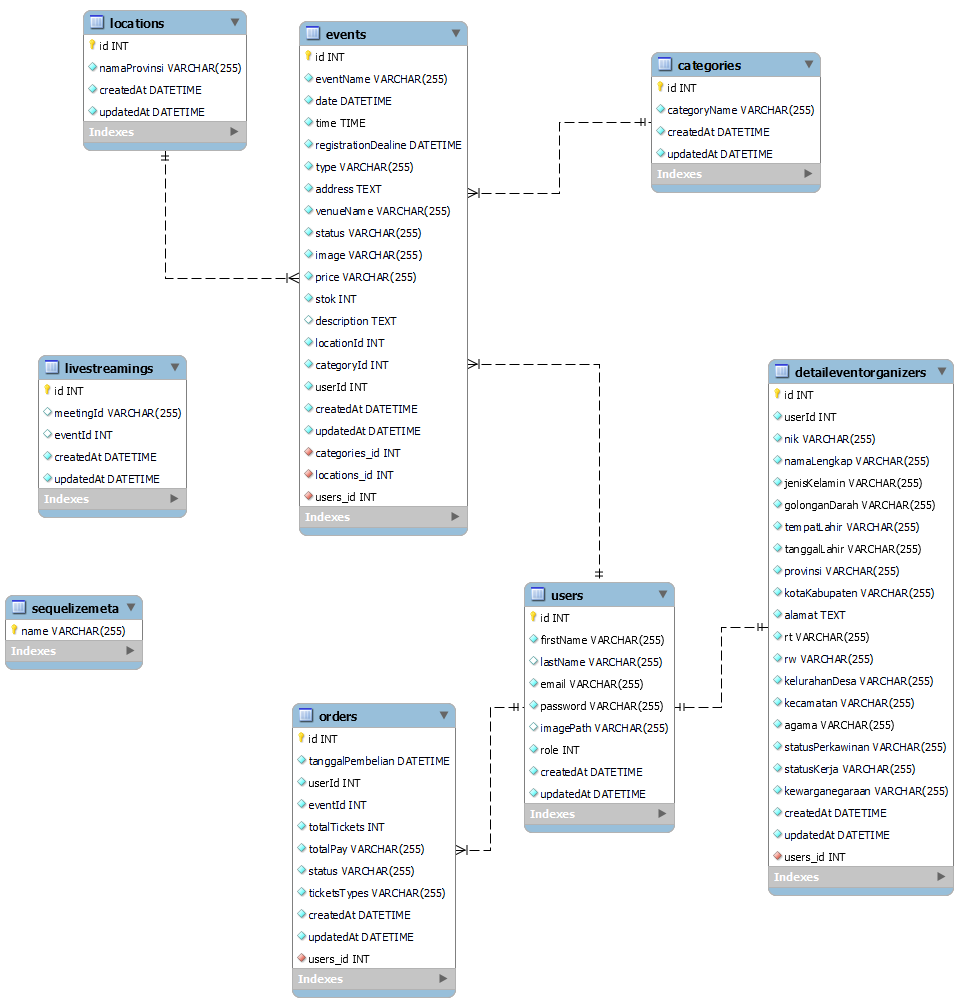 locations
id INT
namaProvinsi VARCHAR(255)
createdAt DATETIME
updatedAt DATETIME
Indexes
events
id INT
eventName VARCHAR(255)
date DATETIME
time TIME
registrationDealine DATETIME
type VARCHAR(255)
address TEXT
venueName VARCHAR(255)
status VARCHAR(255)
image VARCHAR(255)
price VARCHAR(255)
stok INT
description TEXT
locationId INT
categoryId INT
userId INT
createdAt DATETIME
updatedAt DATETIME
categories_id INT
locations_id INT
users_id INT
Indexes
categories
id INT
categoryName VARCHAR(255)
createdAt DATETIME
updatedAt DATETIME
Indexes
livestreamings
id INT
meetingId VARCHAR(255)
eventId INT
createdAt DATETIME
updatedAt DATETIME
Indexes
detaileventorganizers
id INT
userId INT
nik VARCHAR(255)
namaLengkap VARCHAR(255)
jenisKelamin VARCHAR(255)
golonganDarah VARCHAR(255)
tempatLahir VARCHAR(255)
tanggalLahir VARCHAR(255)
provinsi VARCHAR(255)
kotaKabupaten VARCHAR(255)
alamat TEXT
rt VARCHAR(255)
rw VARCHAR(255)
kelurahanDesa VARCHAR(255)
kecamatan VARCHAR(255)
agama VARCHAR(255)
statusPerkawinan VARCHAR(255)
statusKerja VARCHAR(255)
kewarganegaraan VARCHAR(255)
createdAt DATETIME
updatedAt DATETIME
users_id INT
Indexes
sequelizemeta
name VARCHAR(255)
Indexes
users
id INT
firstName VARCHAR(255)
lastName VARCHAR(255)
email VARCHAR(255)
password VARCHAR(255)
imagePath VARCHAR(255)
role INT
createdAt DATETIME
updatedAt DATETIME
Indexes
orders
id INT
tanggalPembelian DATETIME
userId INT
eventId INT
totalTickets INT
totalPay VARCHAR(255)
status VARCHAR(255)
ticketsTypes VARCHAR(255)
createdAt DATETIME
updatedAt DATETIME
users_id INT
Indexes